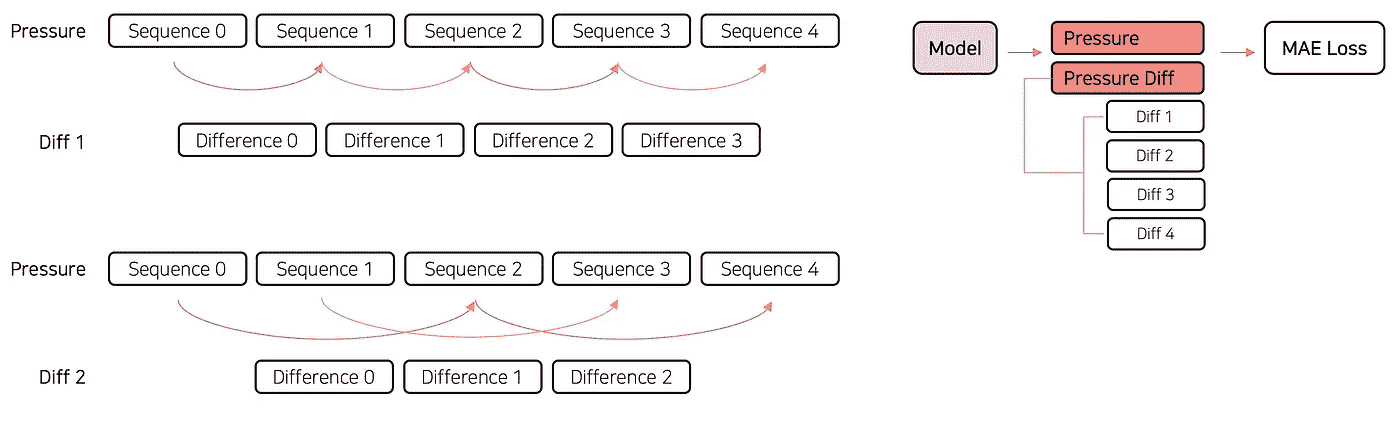 Pressure Sequence 0 Sequence 1 Sequence 2 Sequence 3 Sequence 4
Diff 1 Difference 0 Difference 1 Difference 2 Difference 3
Pressure Sequence 0 Sequence 1 Sequence 2 Sequence 3 Sequence 4
Diff 2 Difference 0 Difference 1 Difference 2
Model
Pressure
Pressure Diff
Diff 1
Diff 2
Diff 3
Diff 4
MAE Loss